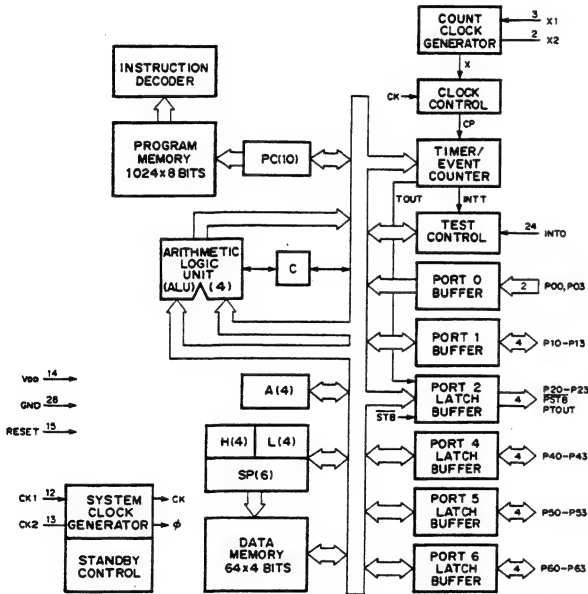 COUNT
CLOCK
GENERATOR
3
X1
2
X2
X
INSTRUCTION
DECODER
CK
CLOCK
CONTROL
CP
PROGRAM
MEMORY
1024x8 BITS
PC(10)
TIMER/
EVENT
COUNTER
TOUT
INTT
TEST
CONTROL
24
INTO
ARITHMETIC
LOGIC
UNIT
(ALU) (4)
C
PORT 0
BUFFER
2
P00,P03
PORT 1
BUFFER
4
P10-P13
VDD 14
GND 28
RESET 15
A(4)
PORT 2
LATCH
BUFFER
STB
4
P20-P23
PSTB
PTOUT
H(4)
L(4)
SP(6)
PORT 4
LATCH
BUFFER
4
P40-P43
CK1 12
CK2 13
SYSTEM
CLOCK
GENERATOR
CK
φ
STANDBY
CONTROL
DATA
MEMORY
64x4 BITS
PORT 5
LATCH
BUFFER
4
P50-P53
PORT 6
LATCH
BUFFER
4
P60-P63